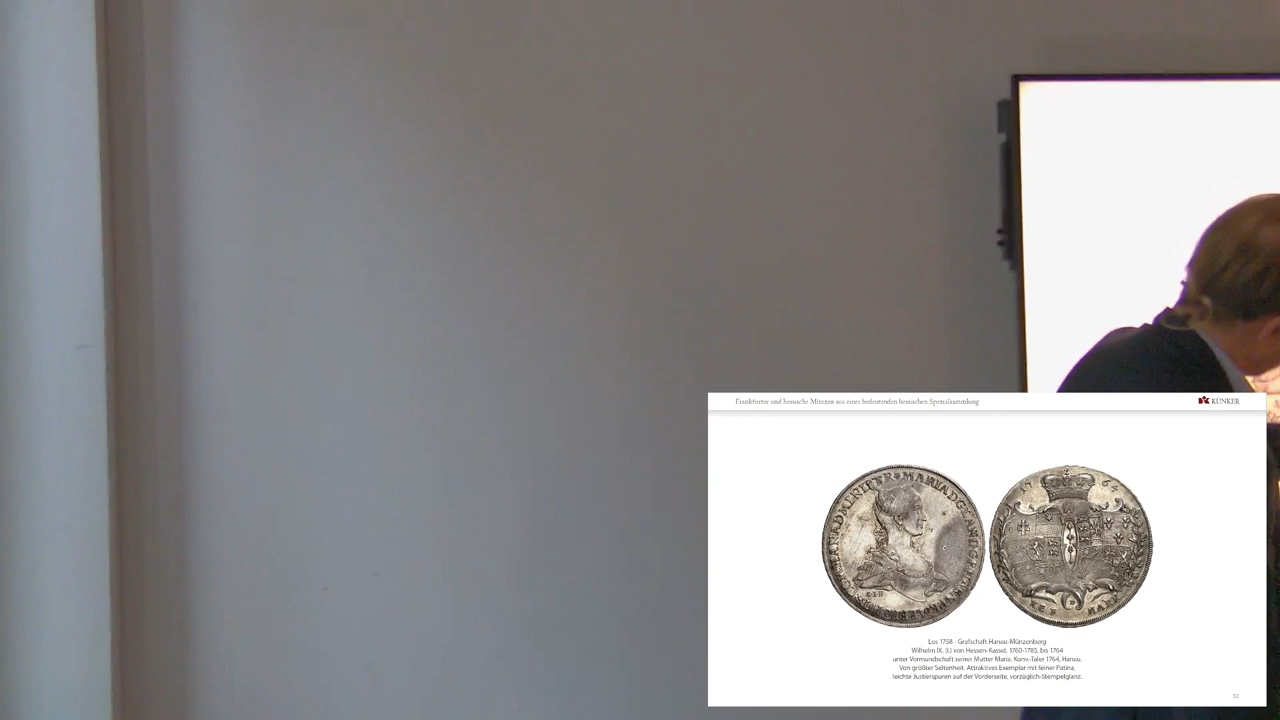 Frankfurter und hessische Münzen aus einer bedeutenden hessischen Spezialsammlung
KÜNKER
Los 1758 - Grafschaft Hanau-Münzenberg
Wilhelm IX. (I.) von Hessen-Kassel, 1760-1785, bis 1764
unter Vormundschaft seiner Mutter Maria. Konv.-Taler 1764, Hanau.
Von größter Seltenheit. Attraktives Exemplar mit feiner Patina,
leichte Justierspuren auf der Vorderseite, vorzüglich-Stempelglanz.
52